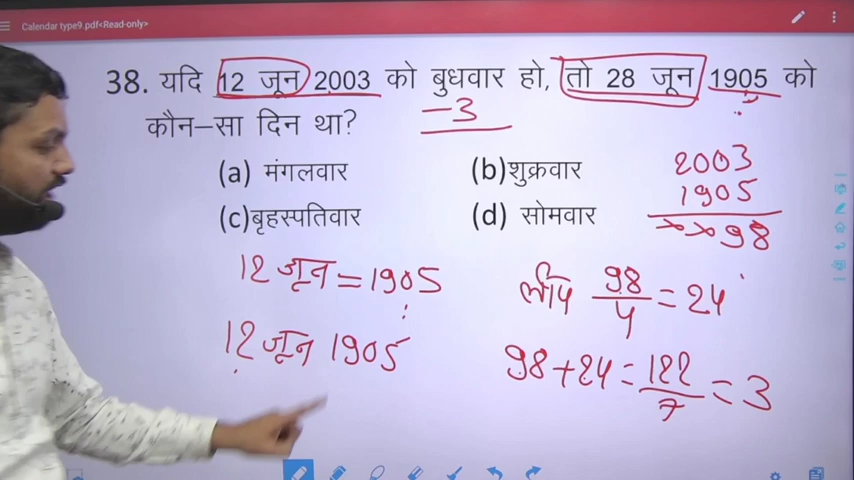 Calendar type9.pdf<Read-only>
38. यदि 12 जून 2003 को बुधवार हो, तो 28 जून 1905 को
कौन–सा दिन था?
−3
(a) मंगलवार
(b)शुक्रवार
(c)बृहस्पतिवार
(d) सोमवार
2003
1905
××98
12 जून = 1905
लीप 98/4 = 24
12 जून 1905
98+24 = 122/7 = 3